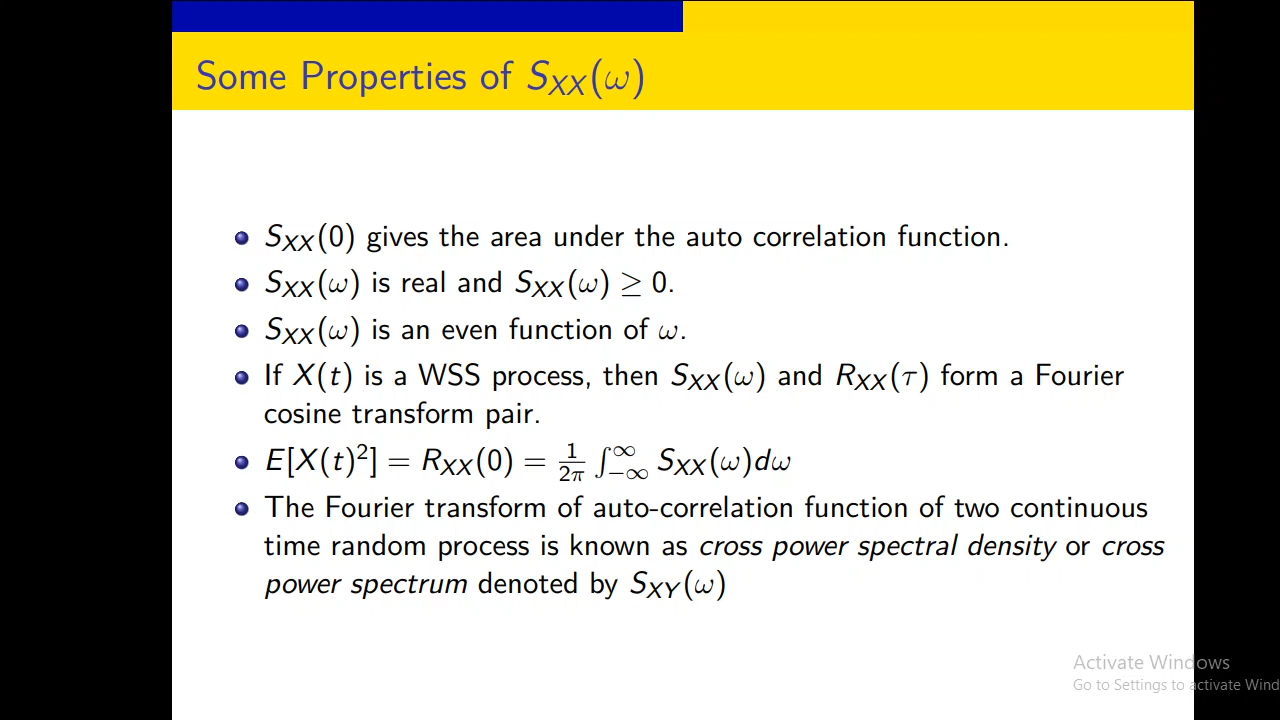 Some Properties of S_XX(ω)
S_XX(0) gives the area under the auto correlation function.
S_XX(ω) is real and S_XX(ω) ≥ 0.
S_XX(ω) is an even function of ω.
If X(t) is a WSS process, then S_XX(ω) and R_XX(τ) form a Fourier
cosine transform pair.
E[X(t)²] = R_XX(0) = 1/2π ∫_−∞^∞ S_XX(ω)dω
The Fourier transform of auto-correlation function of two continuous
time random process is known as cross power spectral density or cross
power spectrum denoted by S_XY(ω)
Activate Windows
Go to Settings to activate Wind